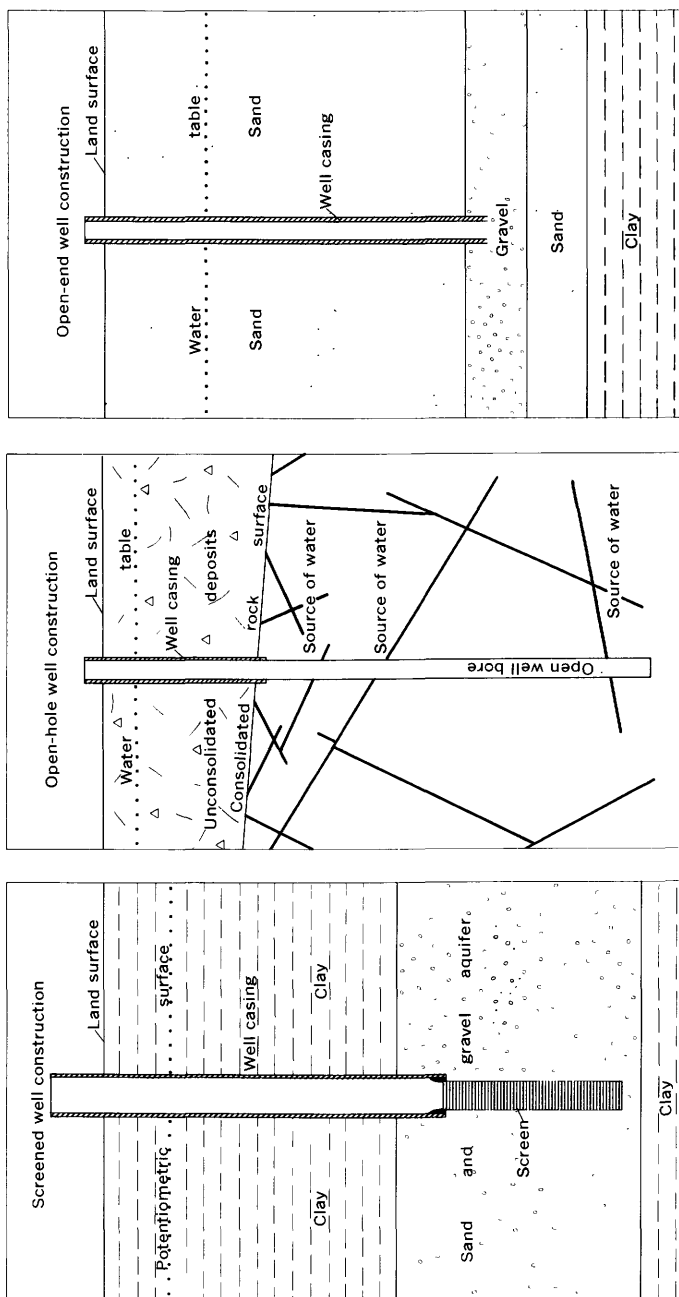 Screened well construction
Land surface
Potentiometric surface
Well casing
Clay Clay
Sand and gravel aquifer
Screen
Clay
Open-hole well construction
Land surface
Water table
Well casing
Unconsolidated deposits
Consolidated rock surface
Source of water
Source of water
Open well bore
Source of water
Open-end well construction
Land surface
Water table
Sand Sand
Well casing
Gravel
Sand
Clay